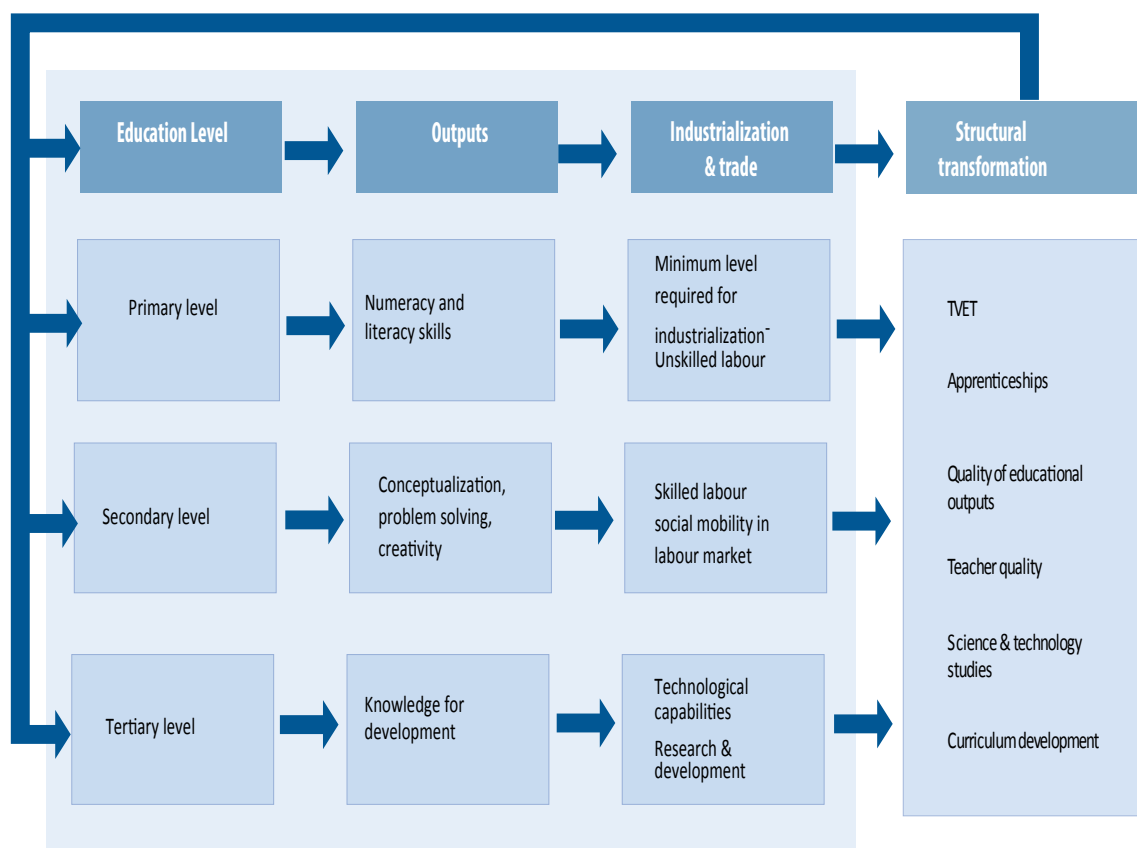 Education Level
Outputs
Industrialization
& trade
Structural
transformation
Primary level
Numeracy and
literacy skills
Minimum level
required for
industrialization-
Unskilled labour
Secondary level
Conceptualization,
problem solving,
creativity
Skilled labour
social mobility in
labour market
Tertiary level
Knowledge for
development
Technological
capabilities
Research &
development
TVET
Apprenticeships
Quality of educational
outputs
Teacher quality
Science & technology
studies
Curriculum development